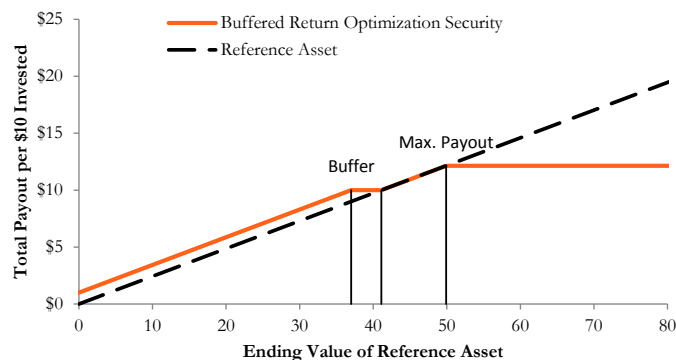 $25
Buffered Return Optimization Security
Reference Asset
$20
$15
Max. Payout
Buffer
$10
$5
$0
0 10 20 30 40 50 60 70 80
Total Payout per $10 Invested
Ending Value of Reference Asset